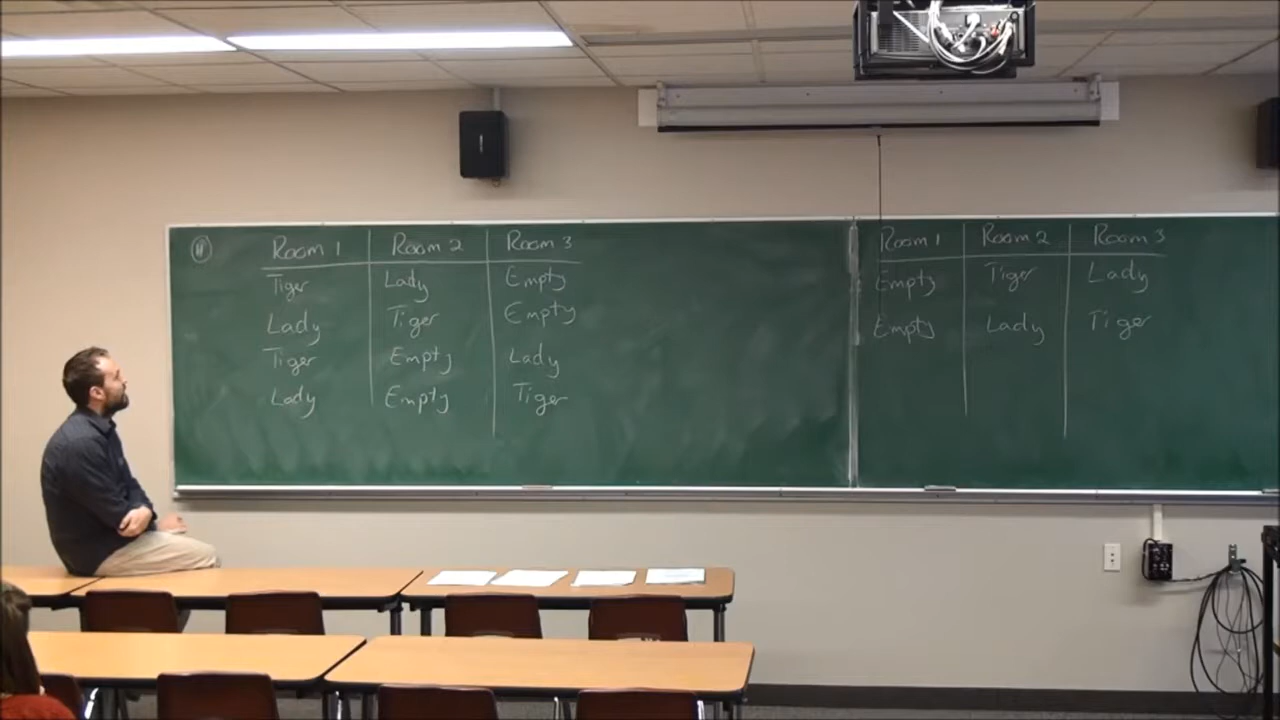 11 Room 1 Room 2 Room 3
Tiger Lady Empty
Lady Tiger Empty
Tiger Empty Lady
Lady Empty Tiger
Room 1 Room 2 Room 3
Empty Tiger Lady
Empty Lady Tiger